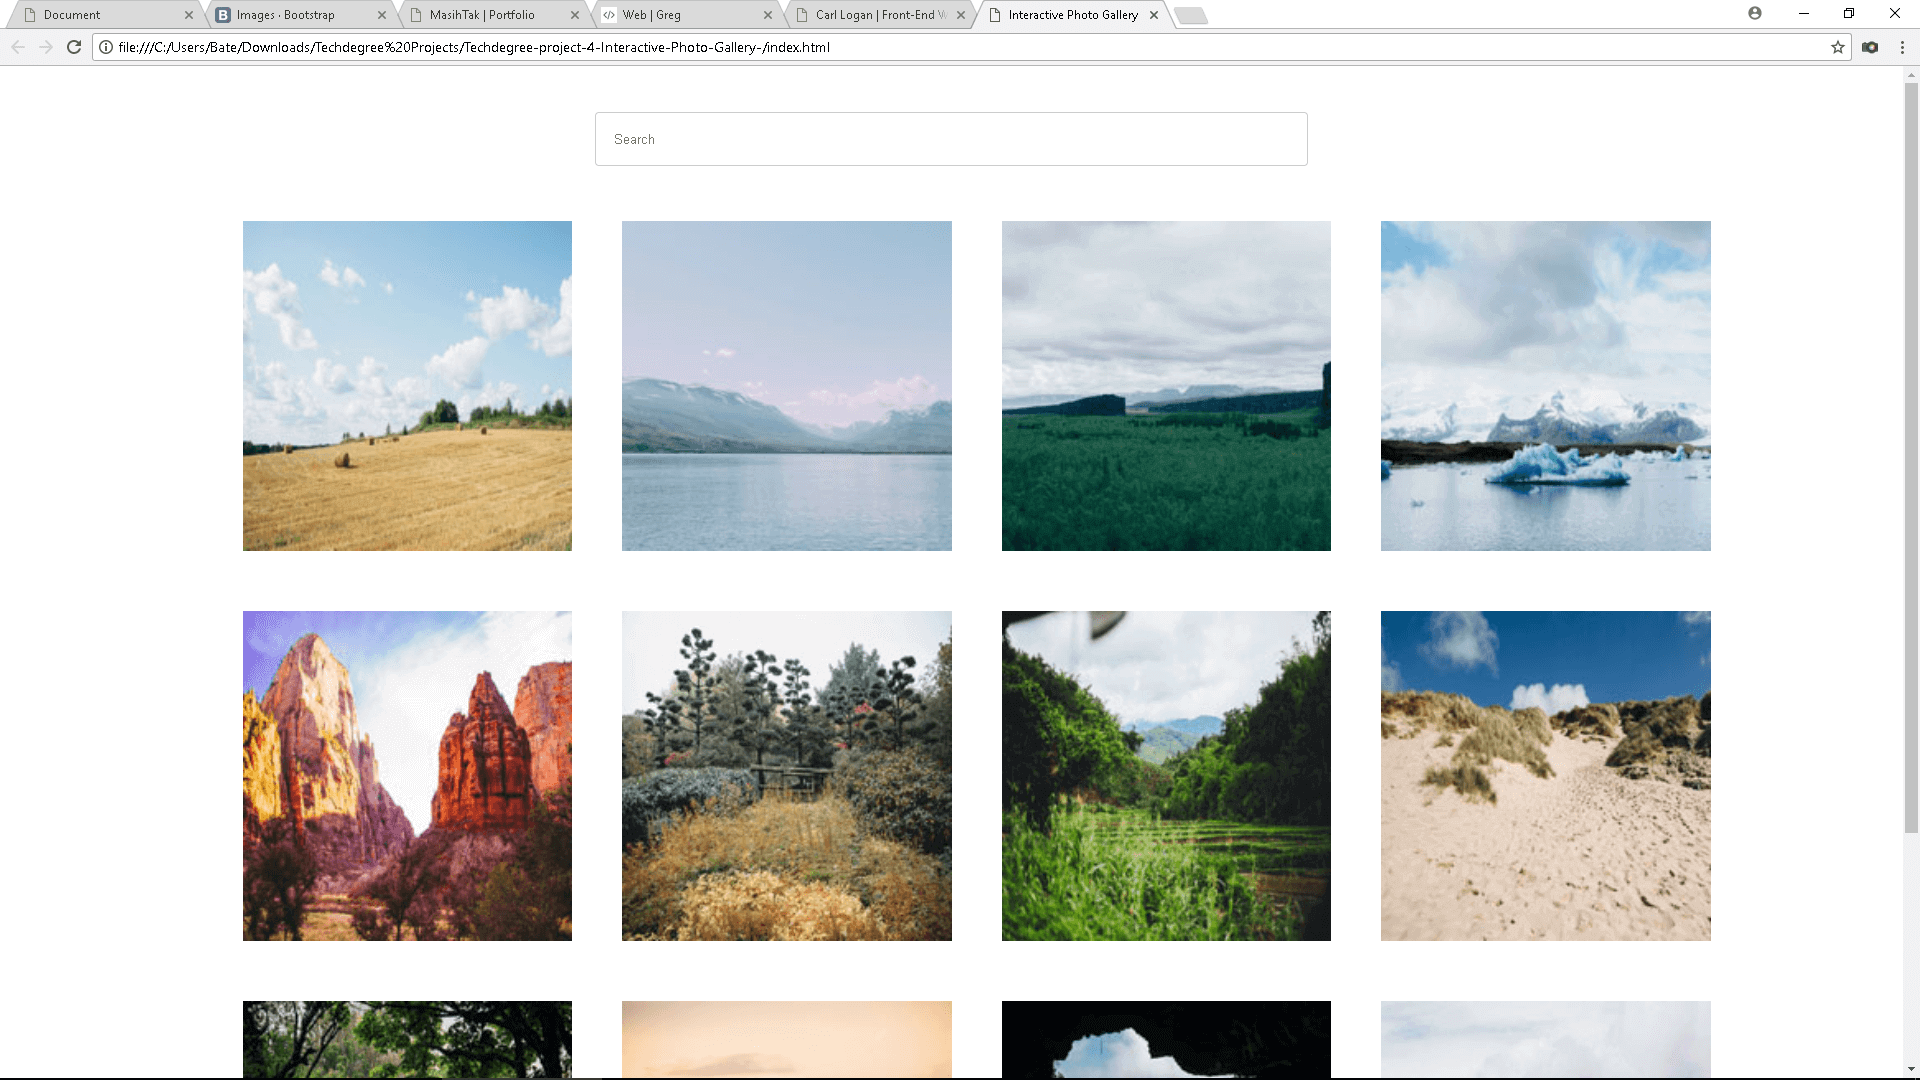 Document
Images · Bootstrap
MasihTak | Portfolio
Web | Greg
Carl Logan | Front-End W
Interactive Photo Gallery
file:///C:/Users/Bate/Downloads/Techdegree%20Projects/Techdegree-project-4-Interactive-Photo-Gallery-/index.html
Search